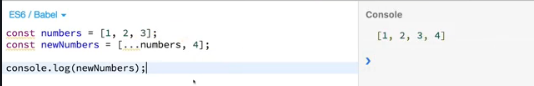 ES6 / Babel
Console
const numbers = [1, 2, 3];
const newNumbers = [...numbers, 4];
console.log(newNumbers);
[1, 2, 3, 4]